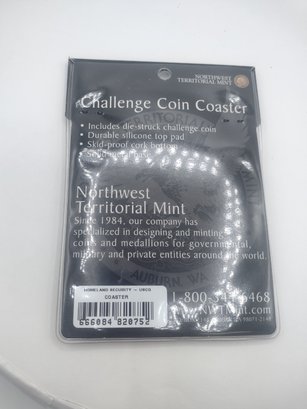 NORTHWEST
TERRITORIAL MINT
Challenge Coin Coaster
• Includes die-struck challenge coin
• Durable silicone top pad
• Skid-proof cork bottom
Northwest
Territorial Mint
Since 1984, our company has
specialized in designing and minting
coins and medallions for governmental,
military and private entities around the world.
AUBURN, WA
HOMELAND SECURITY - USCG
COASTER
666084 820752